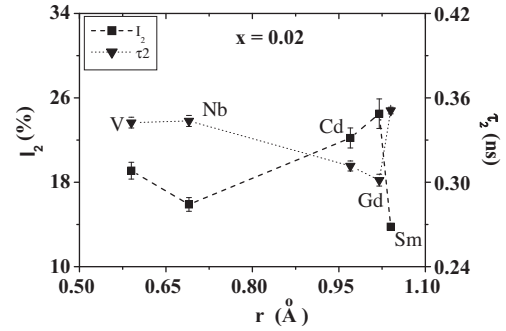 34
26
18
10
I₂ (%)
I₂
τ2
x = 0.02
V
Nb
Cd
Gd
Sm
0.42
0.36
0.30
0.24
τ₂ (ns)
0.50 0.65 0.80 0.95 1.10
r (Å)